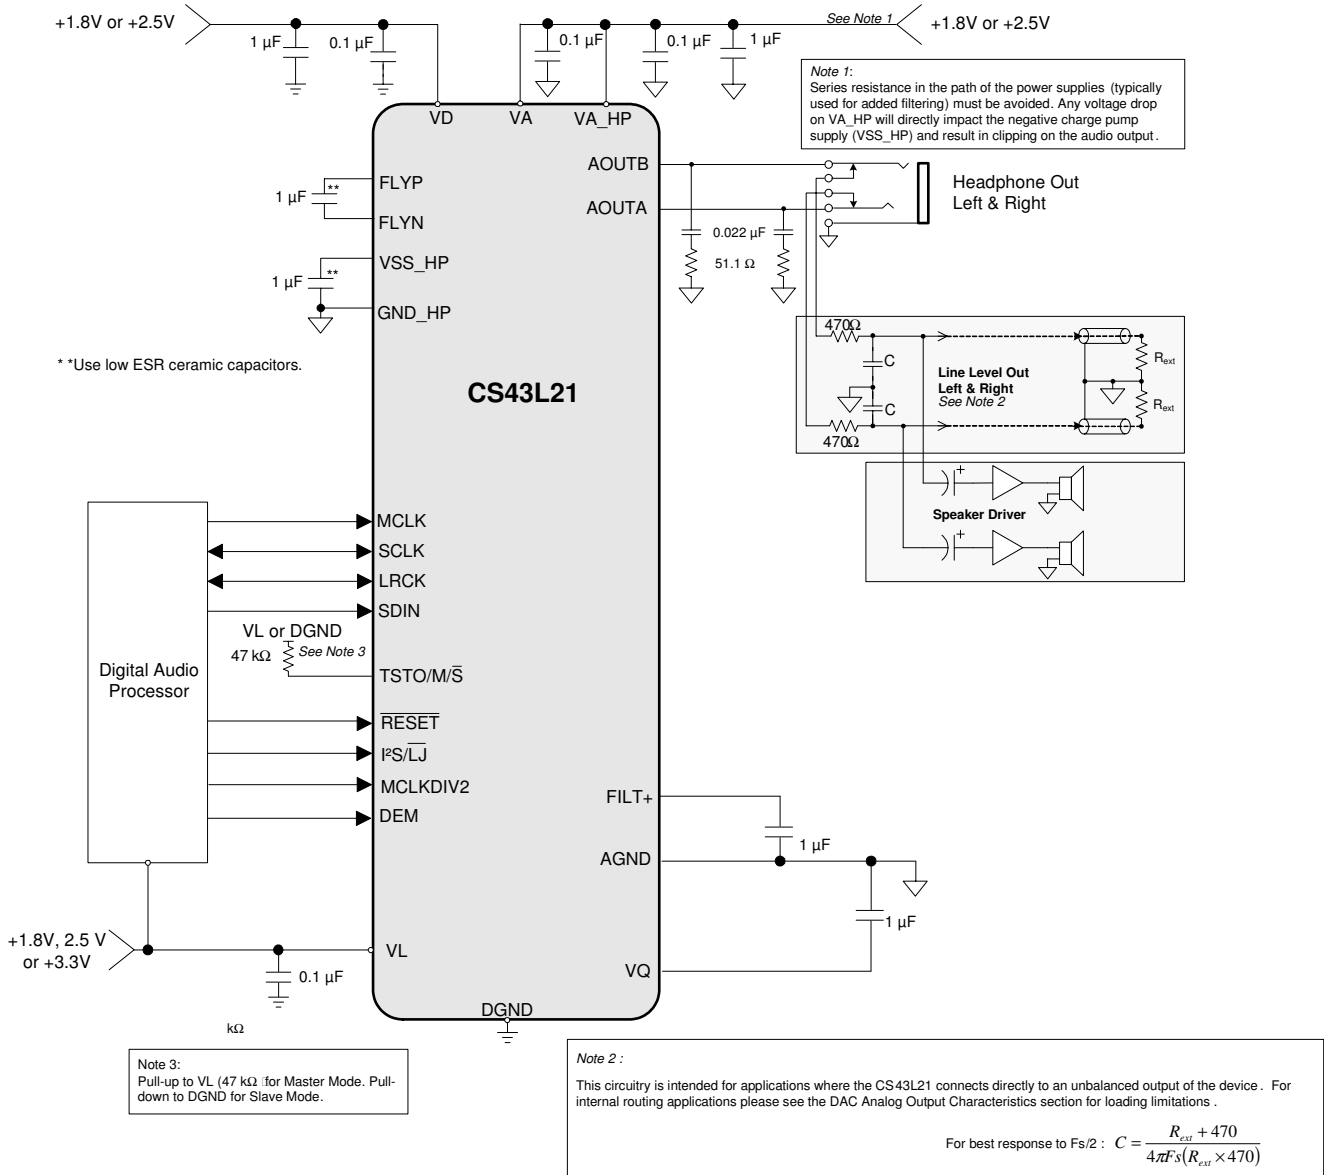 +1.8V or +2.5V
1 µF
0.1 µF
0.1 µF
0.1 µF
1 µF
See Note 1
+1.8V or +2.5V
Note 1:
Series resistance in the path of the power supplies (typically
used for added filtering) must be avoided. Any voltage drop
on VA_HP will directly impact the negative charge pump
supply (VSS_HP) and result in clipping on the audio output.
VD
VA
VA_HP
AOUTB
AOUTA
Headphone Out
Left & Right
FLYP
1 µF
**
FLYN
VSS_HP
1 µF
**
GND_HP
0.022 µF
51.1 Ω
* *Use low ESR ceramic capacitors.
CS43L21
470Ω
C
C
470Ω
Line Level Out
Left & Right
See Note 2
Rext
Rext
Speaker Driver
Digital Audio
Processor
MCLK
SCLK
LRCK
SDIN
VL or DGND
47 kΩ
See Note 3
TSTO/M/S̅
R̅E̅S̅E̅T̅
I²S/L̅J̅
MCLKDIV2
DEM
FILT+
1 µF
AGND
1 µF
VQ
+1.8V, 2.5 V
or +3.3V
VL
0.1 µF
DGND
kΩ
Note 3:
Pull-up to VL (47 kΩ for Master Mode. Pull-
down to DGND for Slave Mode.
Note 2 :
This circuitry is intended for applications where the CS43L21 connects directly to an unbalanced output of the device. For
internal routing applications please see the DAC Analog Output Characteristics section for loading limitations .
For best response to Fs/2 : C = (Rext + 470) / (4πFs(Rext × 470))